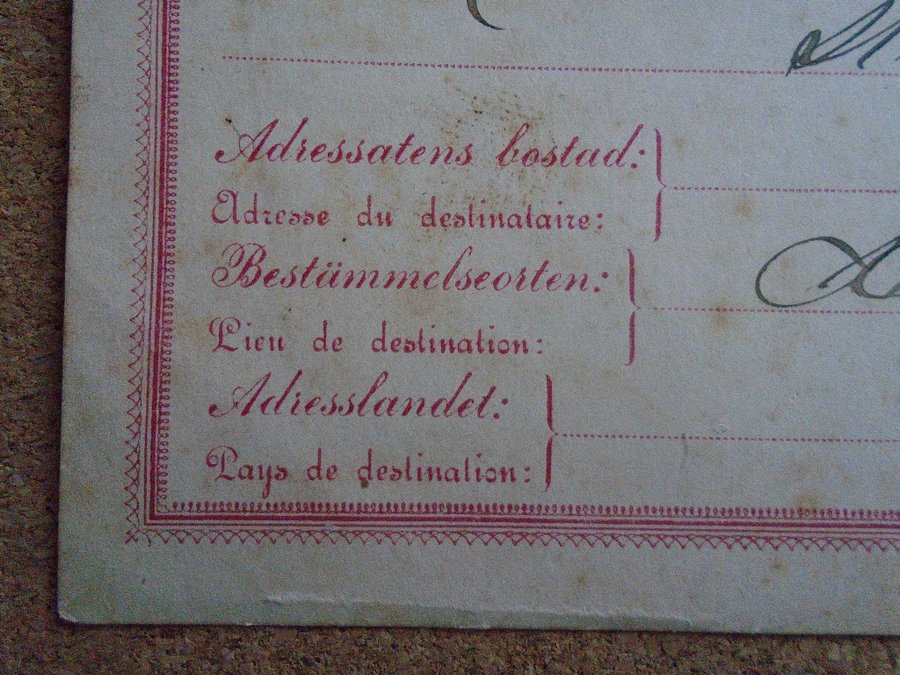 Adressatens bostad:
Adresse du destinataire:
Bestämmelseorten:
Lieu de destination:
Adresslandet:
Pays de destination: